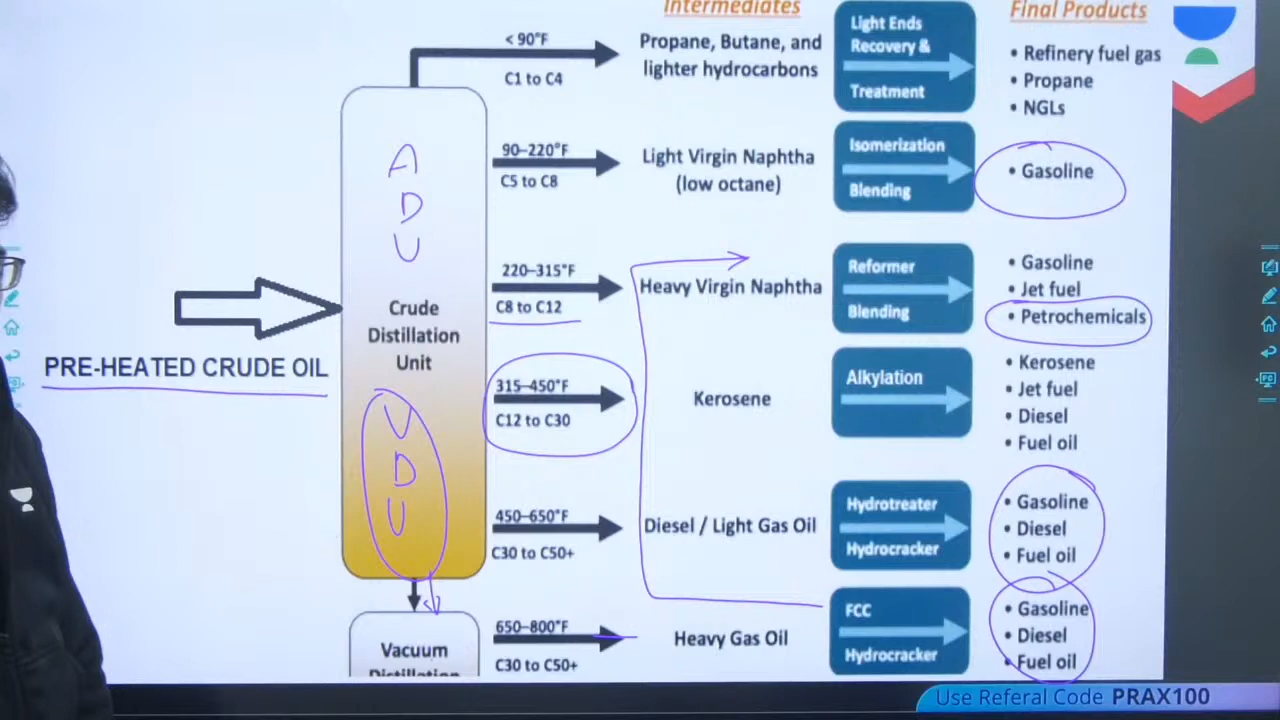 Intermediates
Final Products
< 90°F
C1 to C4
Propane, Butane, and
lighter hydrocarbons
Light Ends
Recovery &
Treatment
• Refinery fuel gas
• Propane
• NGLs
A
D
U
90–220°F
C5 to C8
Light Virgin Naphtha
(low octane)
Isomerization
Blending
• Gasoline
220–315°F
C8 to C12
Heavy Virgin Naphtha
Reformer
Blending
• Gasoline
• Jet fuel
• Petrochemicals
Crude
Distillation
Unit
PRE-HEATED CRUDE OIL
315–450°F
C12 to C30
Kerosene
Alkylation
• Kerosene
• Jet fuel
• Diesel
• Fuel oil
V
D
U
450–650°F
C30 to C50+
Diesel / Light Gas Oil
Hydrotreater
Hydrocracker
• Gasoline
• Diesel
• Fuel oil
Vacuum
Distillation
650–800°F
C30 to C50+
Heavy Gas Oil
FCC
Hydrocracker
• Gasoline
• Diesel
• Fuel oil
Use Referal Code PRAX100